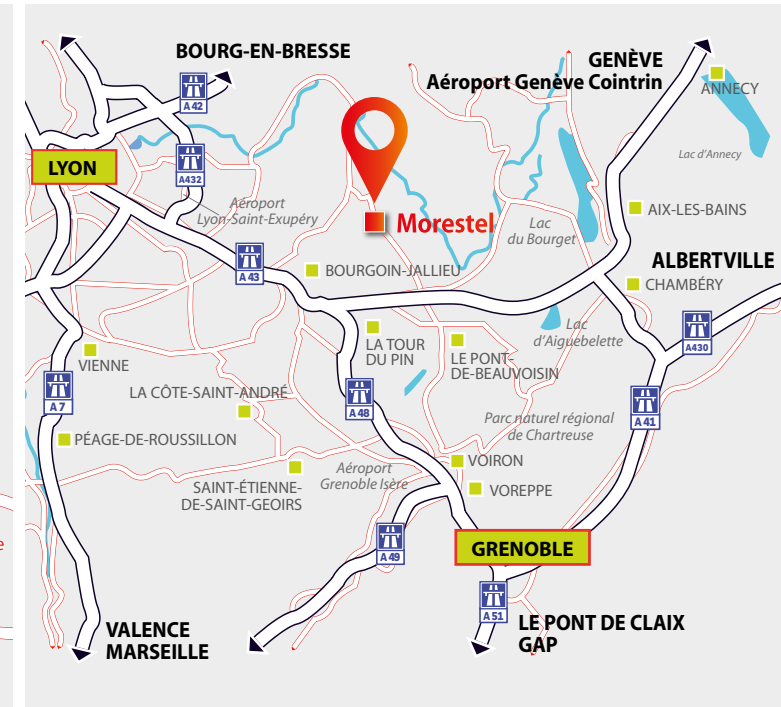 BOURG-EN-BRESSE
GENÈVE
Aéroport Genève Cointrin
ANNECY
A 42
Lac d'Annecy
LYON
A432
Aéroport
Lyon-Saint-Exupéry
Morestel
AIX-LES-BAINS
Lac
du Bourget
A 43
BOURGOIN-JALLIEU
ALBERTVILLE
CHAMBÉRY
A430
Lac
d'Aiguebelette
LA TOUR
DU PIN
LE PONT-
DE-BEAUVOISIN
VIENNE
A 7
LA CÔTE-SAINT-ANDRÉ
A 48
A 41
Parc naturel régional
de Chartreuse
PÉAGE-DE-ROUSSILLON
VOIRON
Aéroport
Grenoble Isère
SAINT-ÉTIENNE-
DE-SAINT-GEOIRS
VOREPPE
e
A 49
GRENOBLE
A 51
LE PONT DE CLAIX
GAP
VALENCE
MARSEILLE